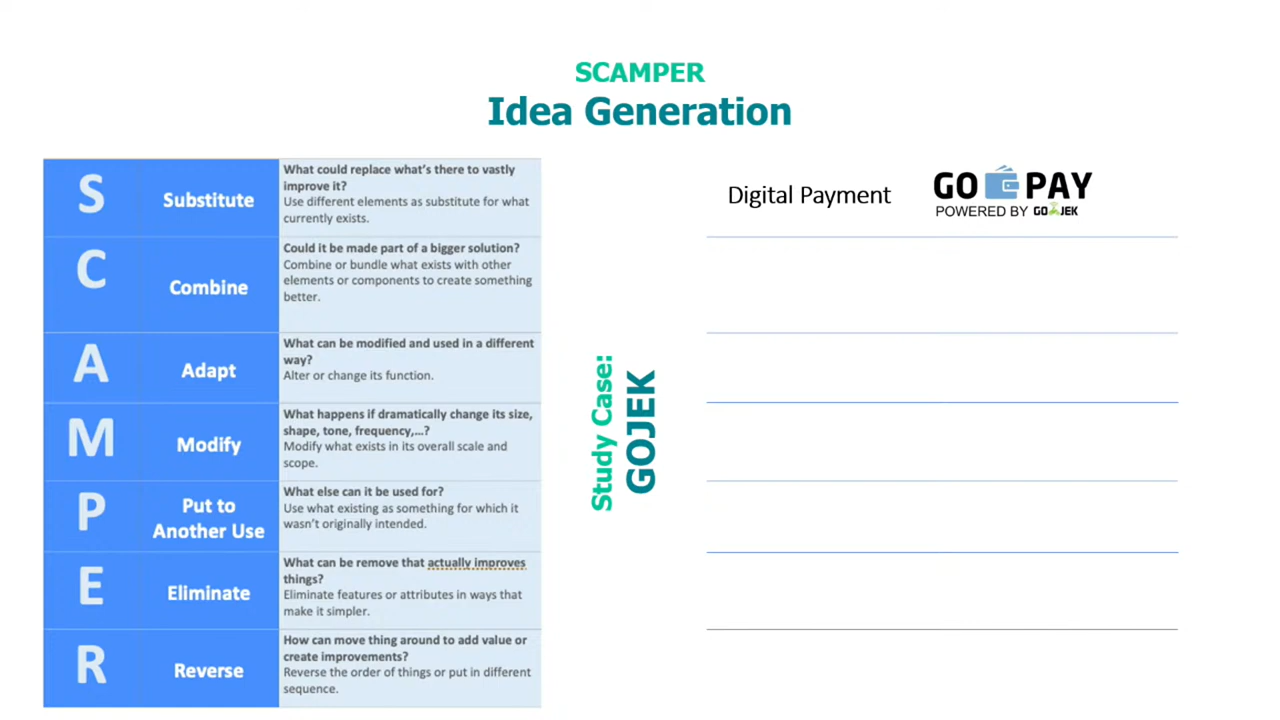 SCAMPER
Idea Generation
S
Substitute
What could replace what's there to vastly
improve it?
Use different elements as substitute for what
currently exists.
C
Combine
Could it be made part of a bigger solution?
Combine or bundle what exists with other
elements or components to create something
better.
A
Adapt
What can be modified and used in a different
way?
Alter or change its function.
M
Modify
What happens if dramatically change its size,
shape, tone, frequency,...?
Modify what exists in its overall scale and
scope.
P
Put to
Another Use
What else can it be used for?
Use what existing as something for which it
wasn't originally intended.
E
Eliminate
What can be remove that actually improves
things?
Eliminate features or attributes in ways that
make it simpler.
R
Reverse
How can move thing around to add value or
create improvements?
Reverse the order of things or put in different
sequence.
Study Case:
GOJEK
Digital Payment
GO PAY
POWERED BY GOJEK